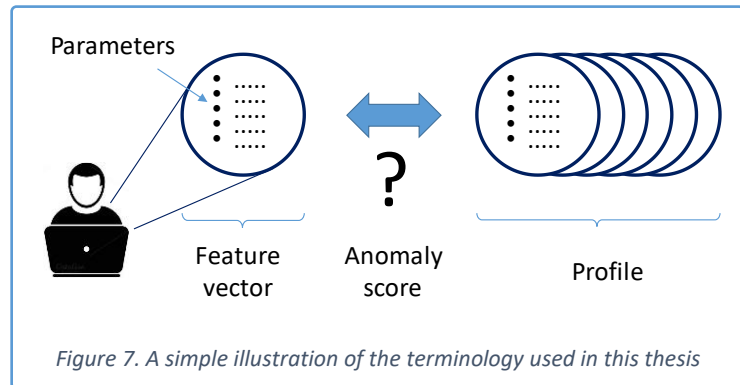 Parameters
?
Feature
vector
Anomaly
score
Profile
Figure 7. A simple illustration of the terminology used in this thesis